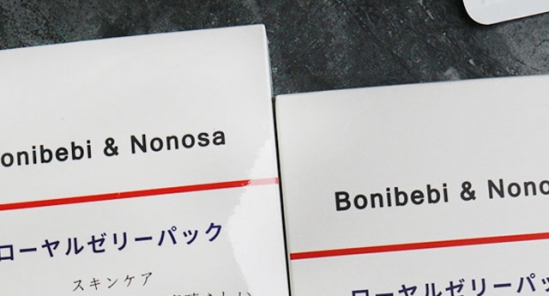 onibebi & Nonosa
ローヤルゼリーパック
スキンケア
Bonibebi & Nono
ローヤルゼリーパッ